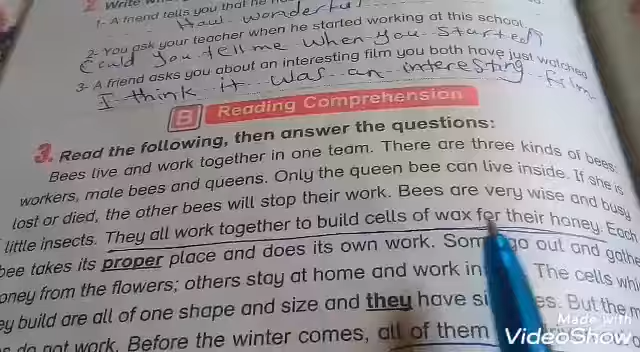 2 Write
1- A friend tells you that he
How wonderful
2- You ask your teacher when he started working at this school.
Could you tell me when you started
3- A friend asks you about an interesting film you both have just watched
I think it was an interesting film
B Reading Comprehension
3. Read the following, then answer the questions:
Bees live and work together in one team. There are three kinds of bees:
workers, male bees and queens. Only the queen bee can live inside. If she is
lost or died, the other bees will stop their work. Bees are very wise and busy
little insects. They all work together to build cells of wax for their honey. Each
bee takes its proper place and does its own work. Some go out and gathe
oney from the flowers; others stay at home and work in The cells whi
ey build are all of one shape and size and they have si es. But the m
do not work. Before the winter comes, all of them
Made with
VideoShow